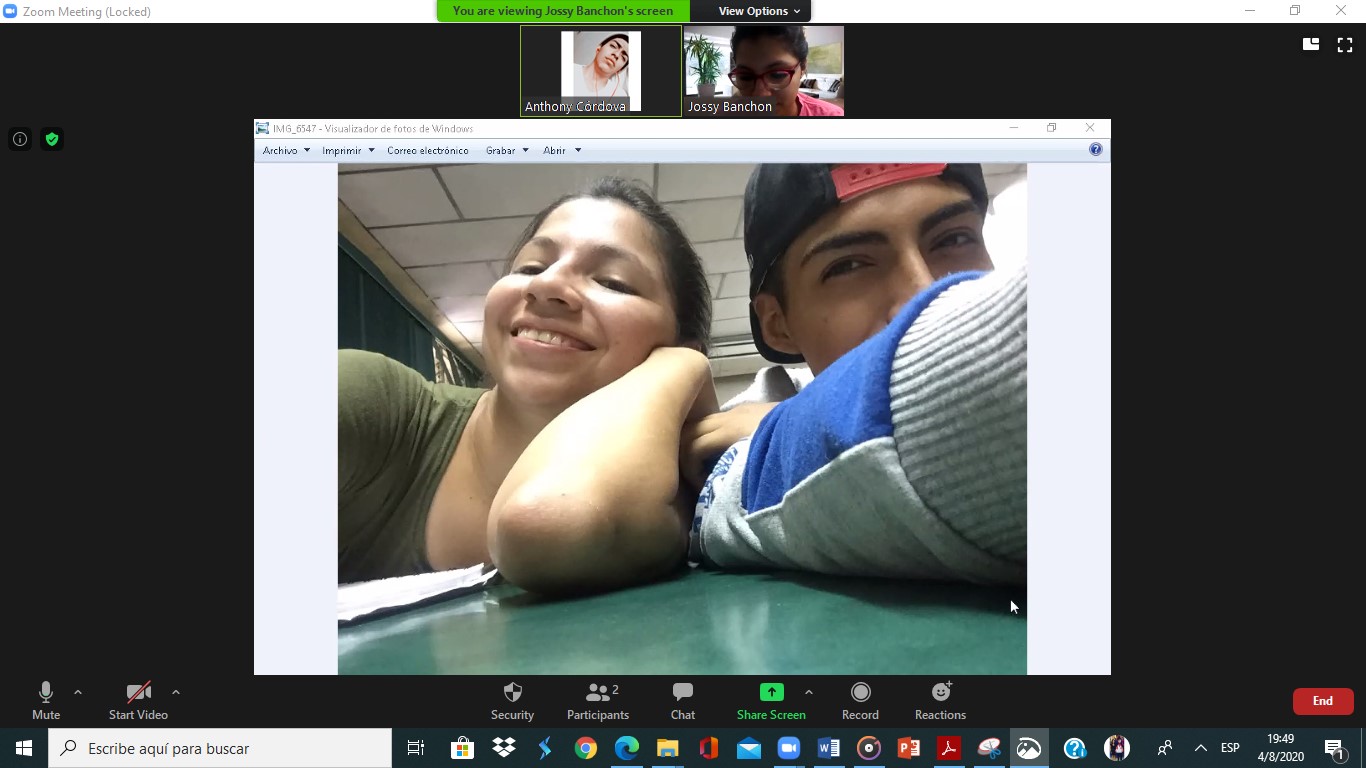 Zoom Meeting (Locked)
You are viewing Jossy Banchon's screen
View Options
Anthony Córdova
Jossy Banchon
IMG_6547 - Visualizador de fotos de Windows
Archivo Imprimir Correo electrónico Grabar Abrir
Mute
Start Video
Security
Participants
2
Chat
Share Screen
Record
Reactions
End
Escribe aquí para buscar
ESP
19:49
4/8/2020
1